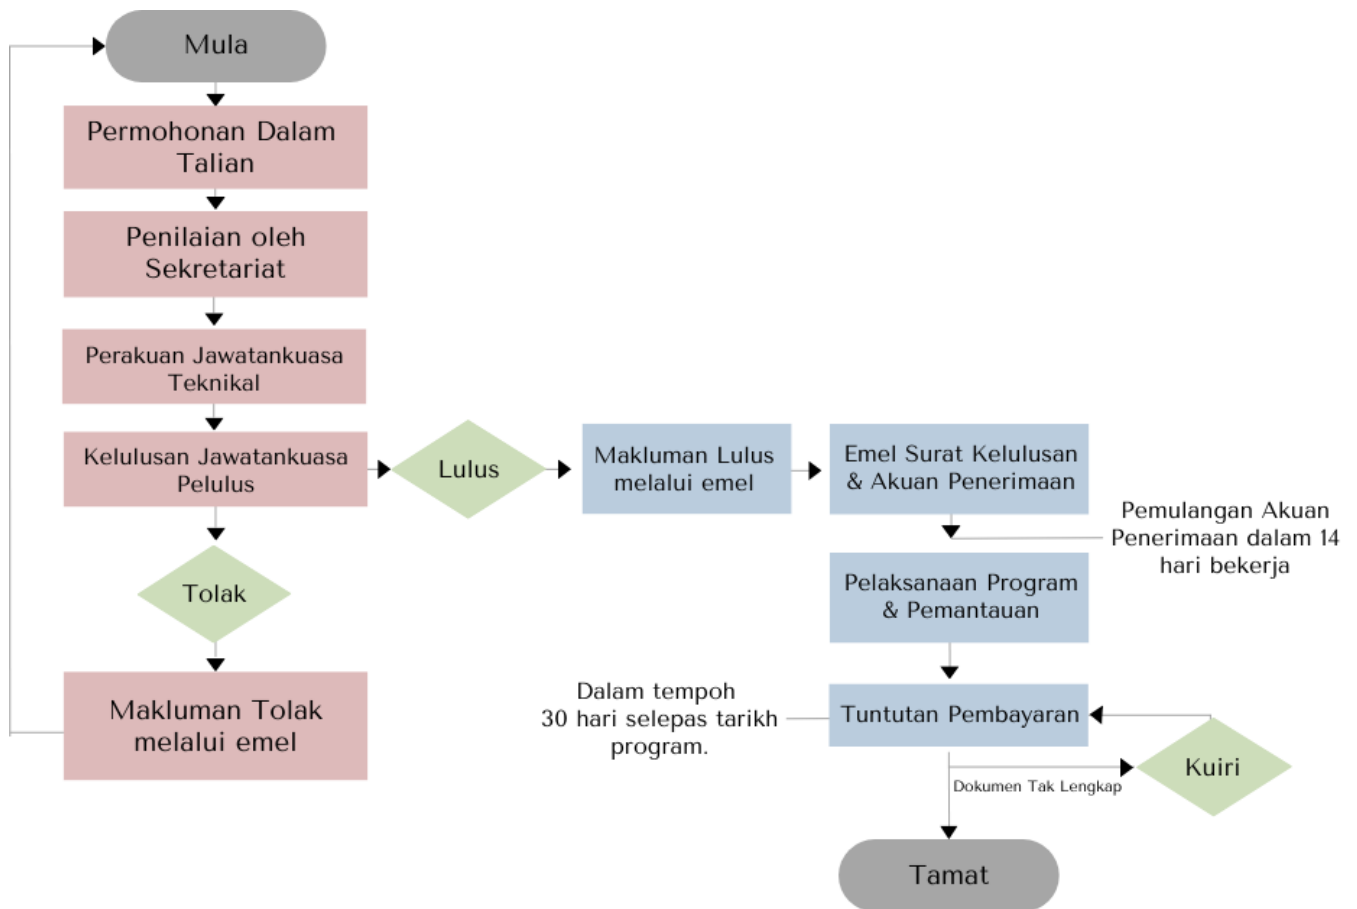 Mula
Permohonan Dalam
Talian
Penilaian oleh
Sekretariat
Perakuan Jawatankuasa
Teknikal
Kelulusan Jawatankuasa
Pelulus
Lulus
Makluman Lulus
melalui emel
Emel Surat Kelulusan
& Akuan Penerimaan
Pemulangan Akuan
Penerimaan dalam 14
hari bekerja
Tolak
Pelaksanaan Program
& Pemantauan
Makluman Tolak
melalui emel
Dalam tempoh
30 hari selepas tarikh
program.
Tuntutan Pembayaran
Kuiri
Dokumen Tak Lengkap
Tamat